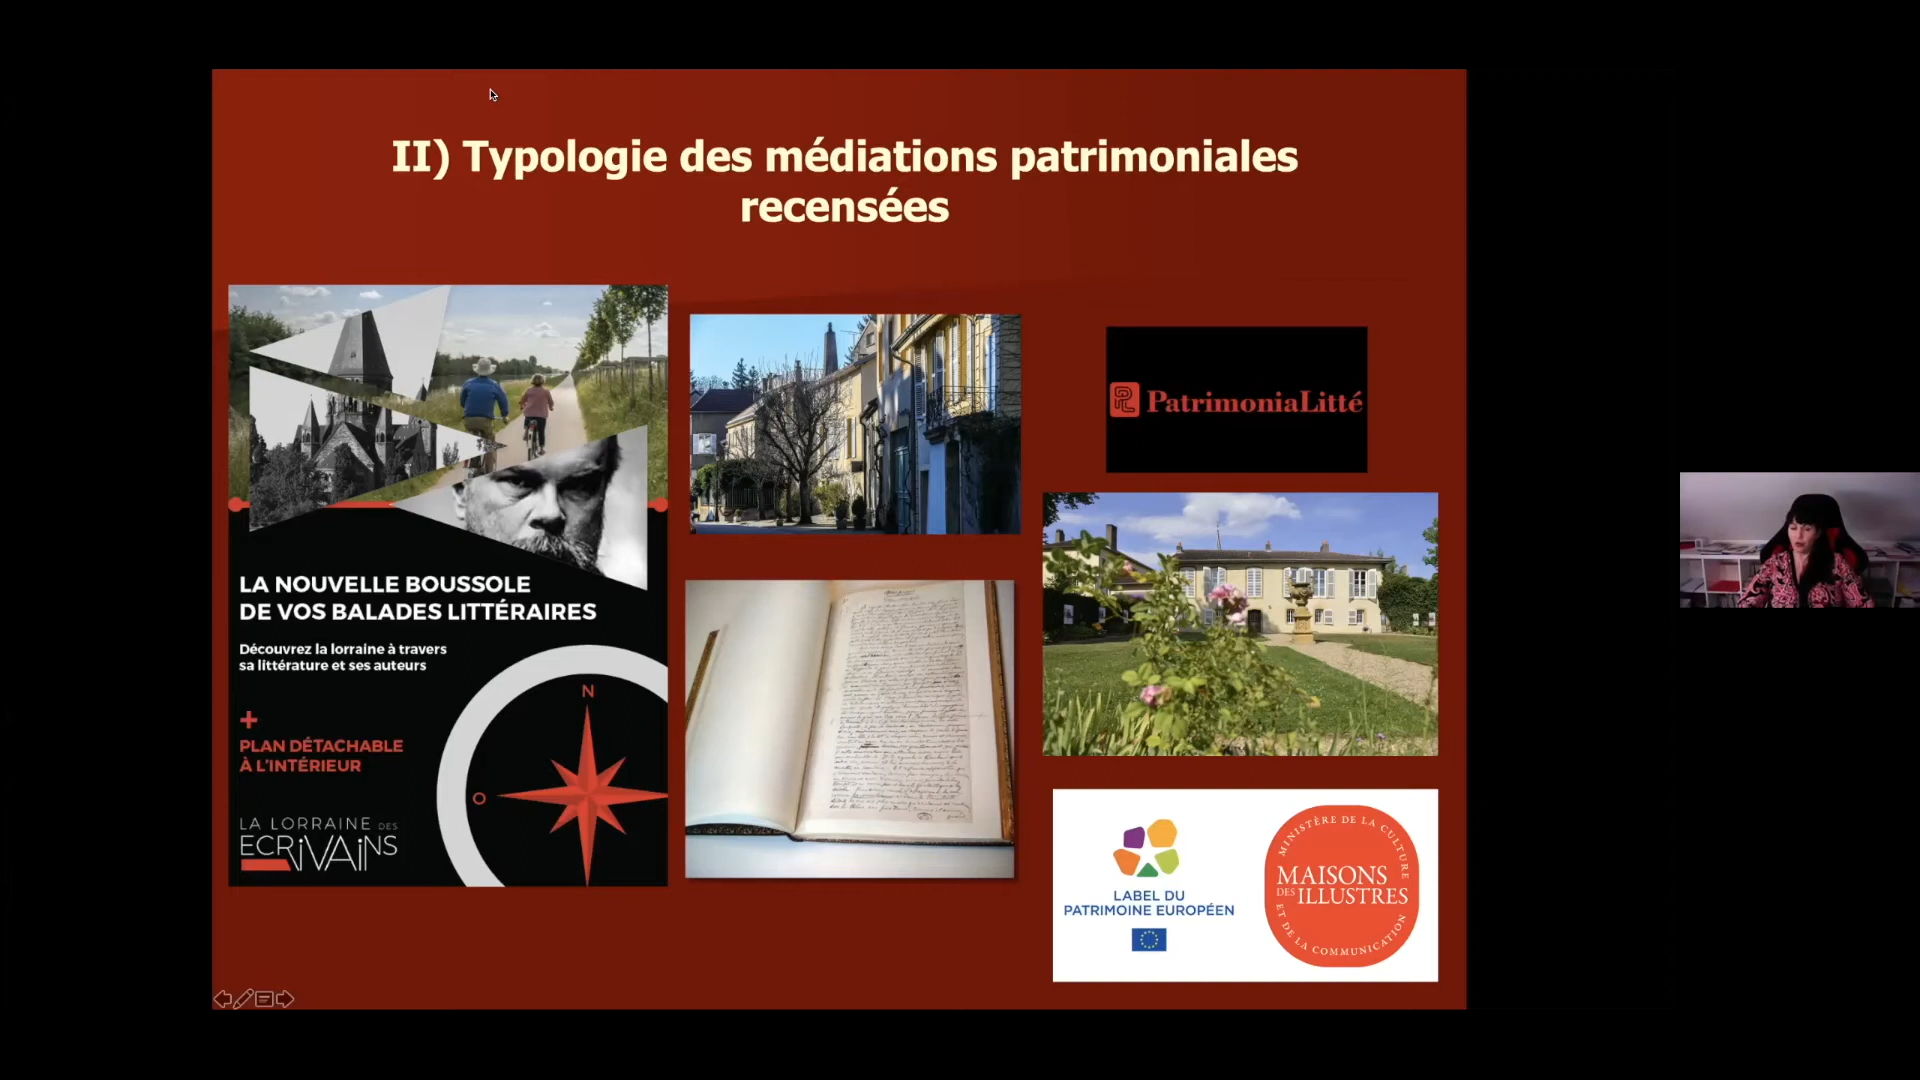 II) Typologie des médiations patrimoniales
recensées
LA NOUVELLE BOUSSOLE
DE VOS BALADES LITTÉRAIRES
Découvrez la lorraine à travers
sa littérature et ses auteurs
+
PLAN DÉTACHABLE
À L'INTÉRIEUR
N
O
LA LORRAINE DES
ECRIVAINS
PL PatrimoniaLitté
LABEL DU
PATRIMOINE EUROPÉEN
MINISTÈRE DE LA CULTURE
MAISONS
DES ILLUSTRES
ET DE LA COMMUNICATION